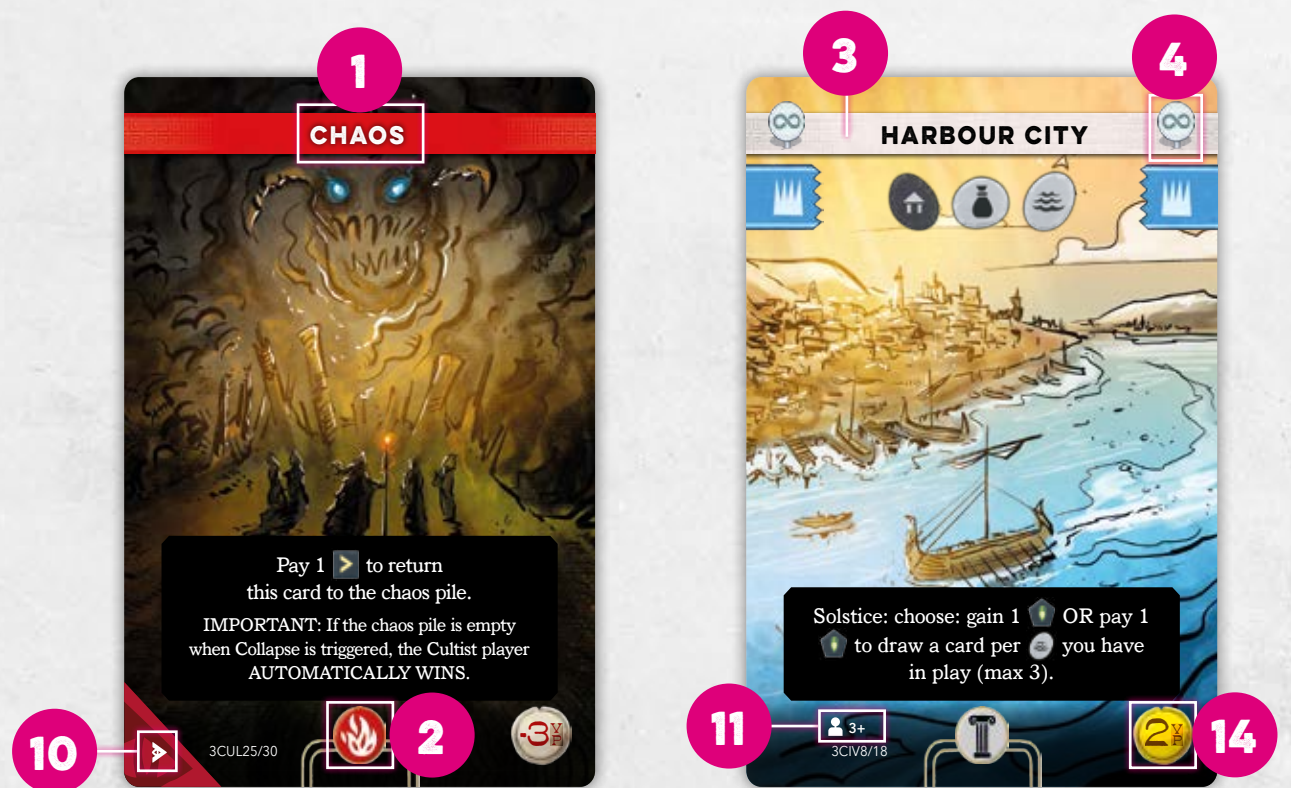 1
CHAOS
Pay 1 to return
this card to the chaos pile.
IMPORTANT: If the chaos pile is empty
when Collapse is triggered, the Cultist player
AUTOMATICALLY WINS.
10
3CUL25/30
2
-3 VP
3
4
HARBOUR CITY
Solstice: choose: gain 1 OR pay 1
to draw a card per you have
in play (max 3).
11
3+
3CIV8/18
2 VP
14